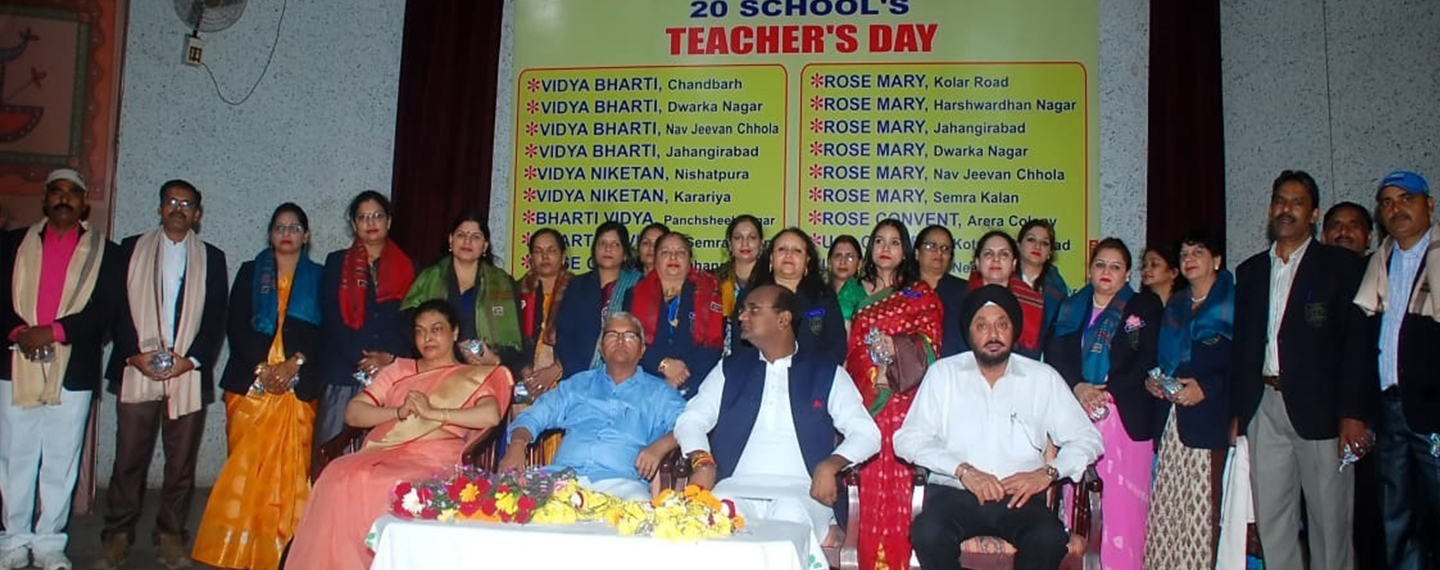 20 SCHOOL'S
TEACHER'S DAY
*VIDYA BHARTI, Chandbarh
*VIDYA BHARTI, Dwarka Nagar
*VIDYA BHARTI, Nav Jeevan Chhola
*VIDYA BHARTI, Jahangirabad
*VIDYA NIKETAN, Nishatpura
*VIDYA NIKETAN, Karariya
*BHARTI VIDYA, Panchsheel
Semra
*ROSE MARY, Kolar Road
*ROSE MARY, Harshwardhan Nagar
*ROSE MARY, Jahangirabad
*ROSE MARY, Dwarka Nagar
*ROSE MARY, Nav Jeevan Chhola
*ROSE MARY, Semra Kalan
*ROSE CONVENT, Arera Colony